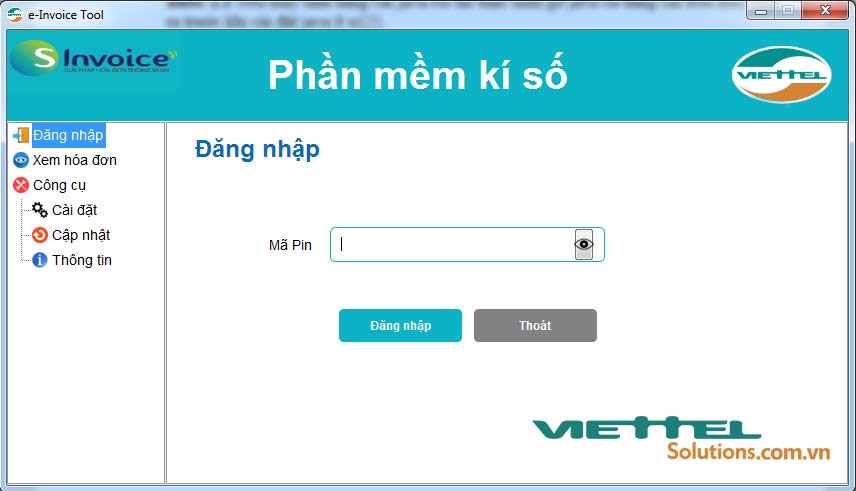 e-Invoice Tool
S Invoice
GIẢI PHÁP HÓA ĐƠN THÔNG MINH
Phần mềm kí số
VIETTEL
Đăng nhập
Xem hóa đơn
Công cụ
Cài đặt
Cập nhật
Thông tin
Đăng nhập
Mã Pin
Đăng nhập
Thoát
VIETTEL
Solutions.com.vn